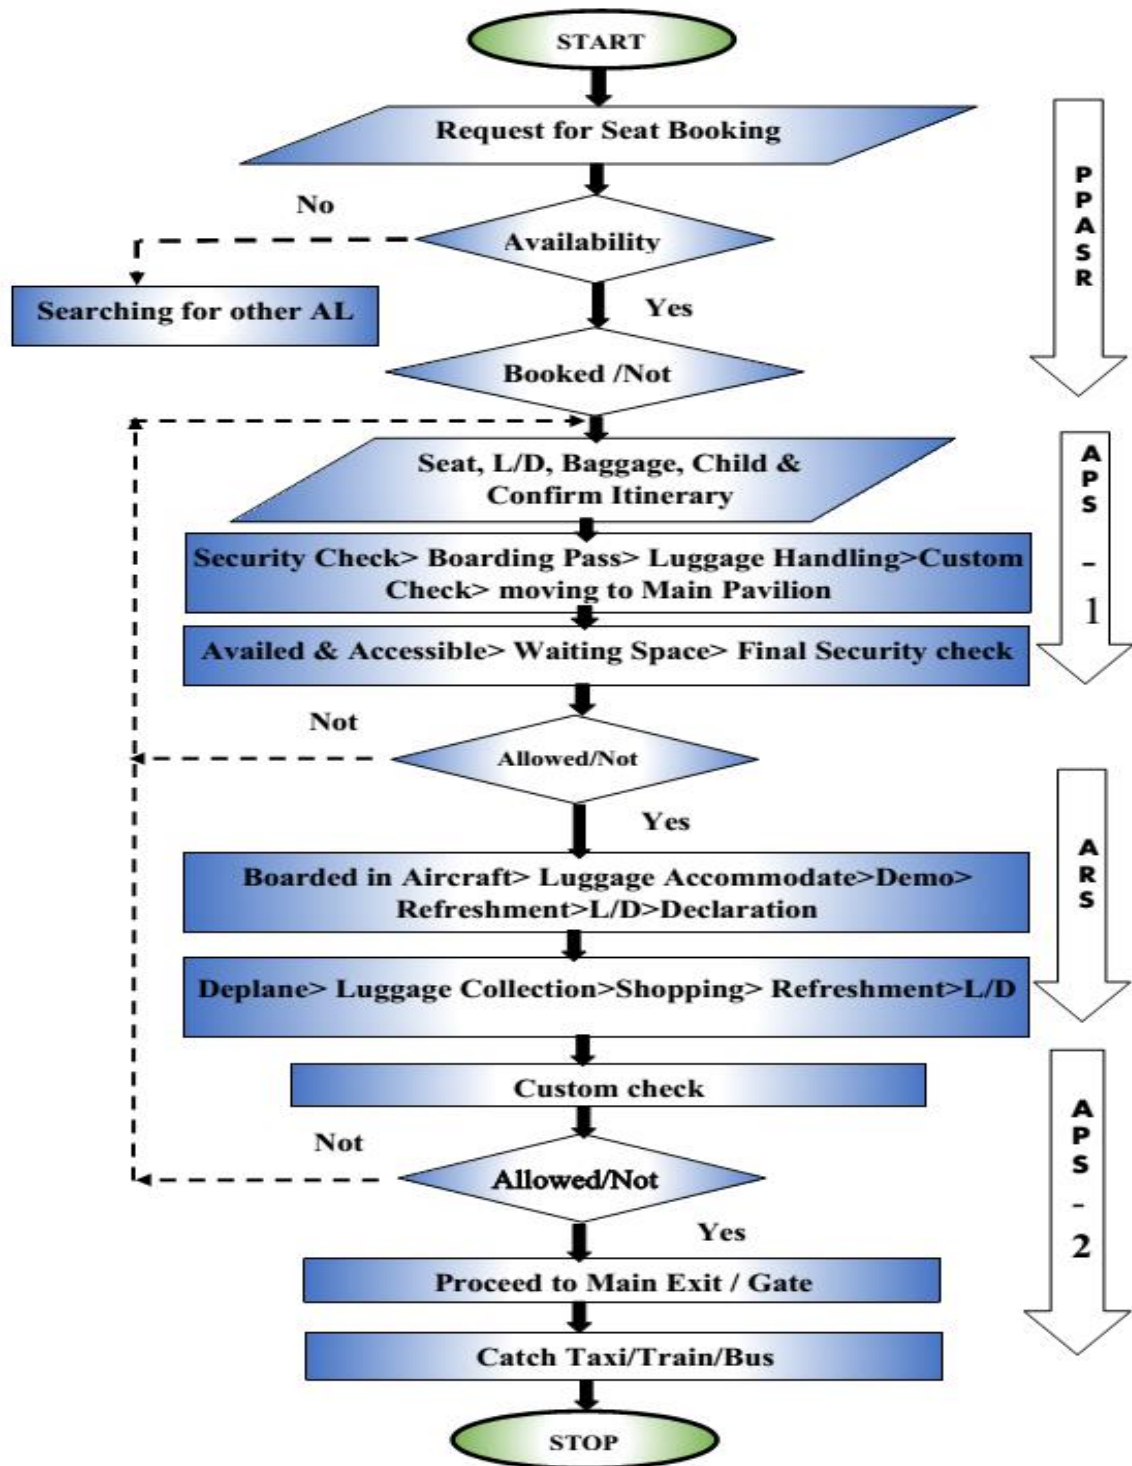 START
Request for Seat Booking
No
Availability
Searching for other AL
Yes
Booked /Not
PPASR
Seat, L/D, Baggage, Child &
Confirm Itinerary
Security Check> Boarding Pass> Luggage Handling>Custom
Check> moving to Main Pavilion
Availed & Accessible> Waiting Space> Final Security check
APS-1
Not
Allowed/Not
Yes
Boarded in Aircraft> Luggage Accommodate>Demo>
Refreshment>L/D>Declaration
Deplane> Luggage Collection>Shopping> Refreshment>L/D
ARS
Custom check
Not
Allowed/Not
Yes
Proceed to Main Exit / Gate
Catch Taxi/Train/Bus
APS-2
STOP